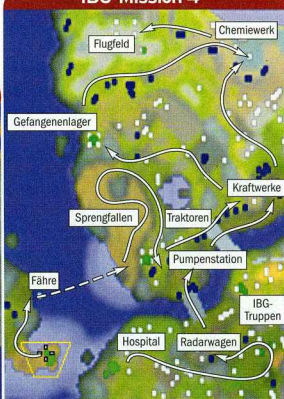 IBG-Mission 4
Chemiewerk
Flugfeld
Gefangenenlager
Kraftwerke
Sprengfallen
Traktoren
Pumpenstation
Fähre
IBG-
Truppen
Hospital
Radarwagen